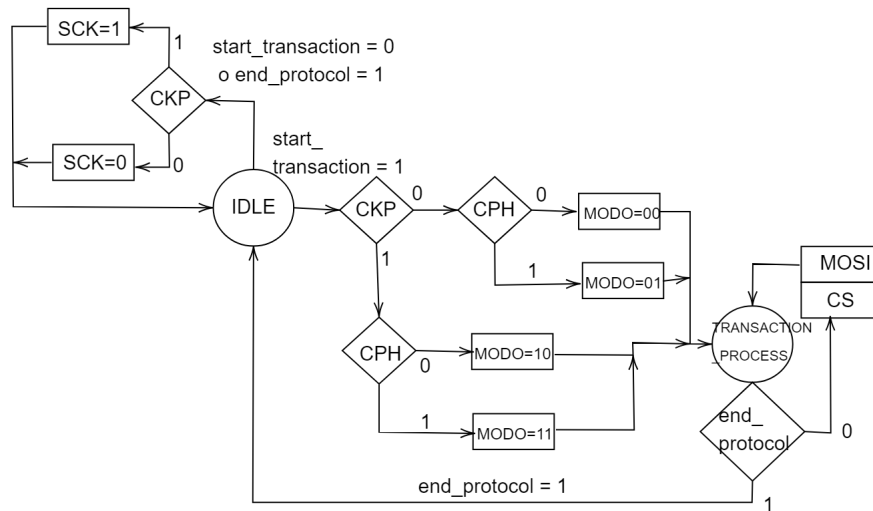 SCK=1
1
start_transaction = 0
o end_protocol = 1
CKP
start_
transaction = 1
SCK=0
0
IDLE
CKP
0
CPH
0
MODO=00
1
1
MODO=01
MOSI
CS
TRANSACTION
_PROCESS
CPH
0
MODO=10
1
MODO=11
end_
protocol
0
end_protocol = 1
1